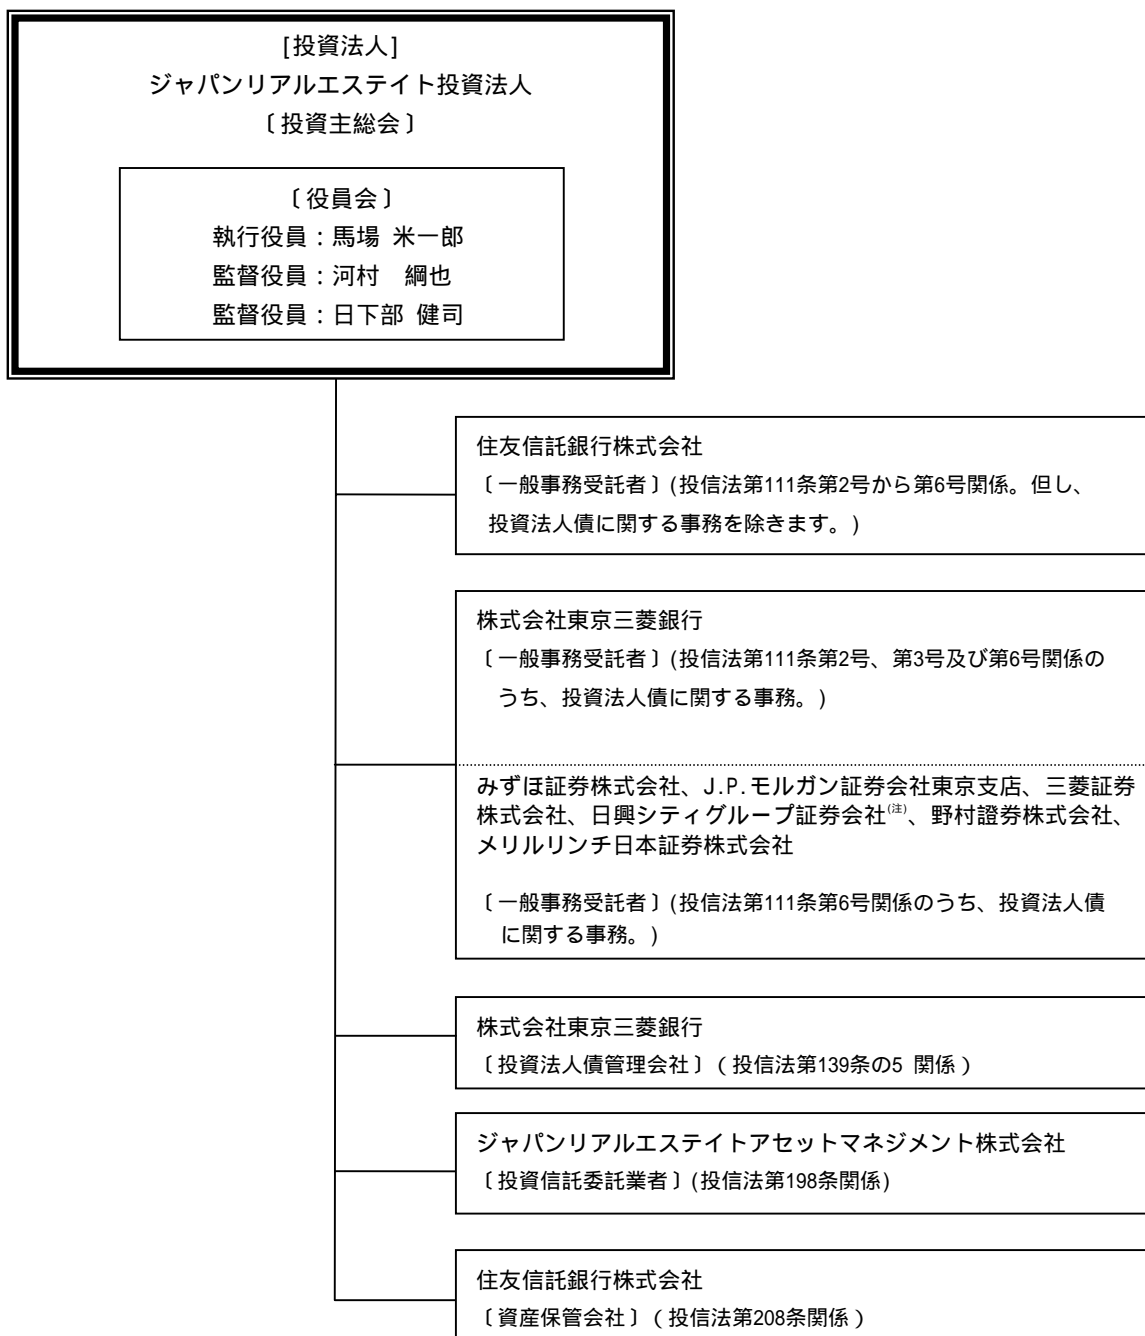 [投資法人]
ジャパンリアルエステイト投資法人
〔投資主総会〕
〔役員会〕
執行役員：馬場 米一郎
監督役員：河村　綱也
監督役員：日下部 健司
住友信託銀行株式会社
〔一般事務受託者〕(投信法第111条第2号から第6号関係。但し、
投資法人債に関する事務を除きます。)
株式会社東京三菱銀行
〔一般事務受託者〕(投信法第111条第2号、第3号及び第6号関係の
うち、投資法人債に関する事務。)
みずほ証券株式会社、J.P.モルガン証券会社東京支店、三菱証券
株式会社、日興シティグループ証券会社(注)、野村證券株式会社、
メリルリンチ日本証券株式会社
〔一般事務受託者〕(投信法第111条第6号関係のうち、投資法人債
に関する事務。)
株式会社東京三菱銀行
〔投資法人債管理会社〕（投信法第139条の5 関係）
ジャパンリアルエステイトアセットマネジメント株式会社
〔投資信託委託業者〕(投信法第198条関係)
住友信託銀行株式会社
〔資産保管会社〕（投信法第208条関係）